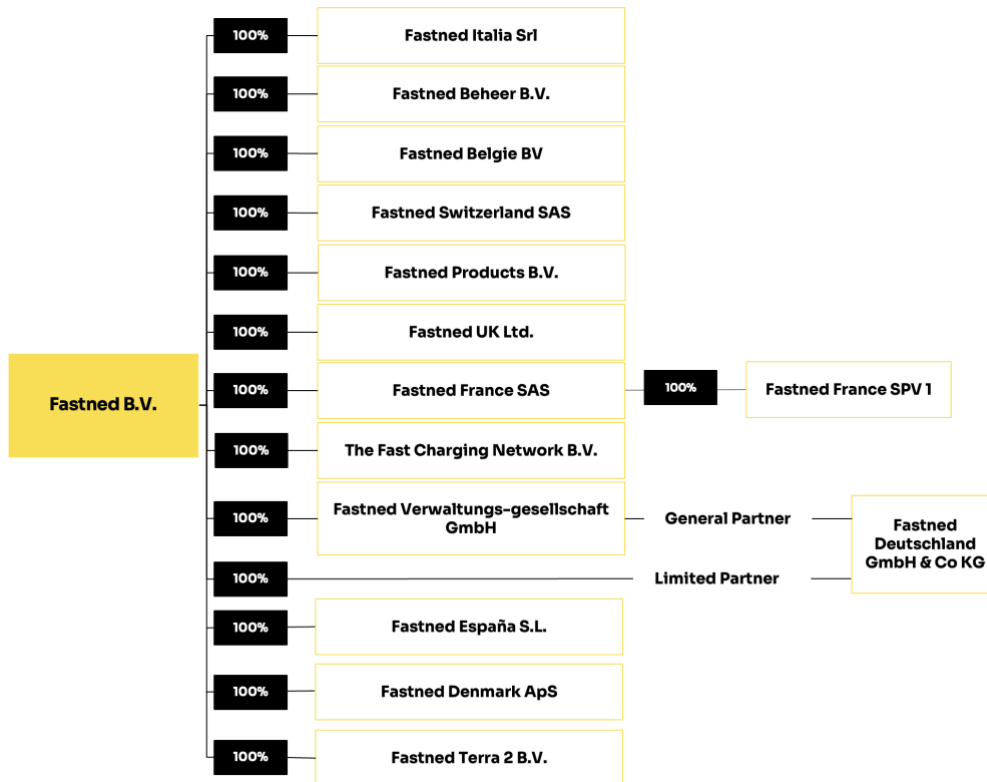 100%
Fastned Italia Srl
100%
Fastned Beheer B.V.
100%
Fastned Belgie BV
100%
Fastned Switzerland SAS
100%
Fastned Products B.V.
100%
Fastned UK Ltd.
Fastned B.V.
100%
Fastned France SAS
100%
Fastned France SPV 1
100%
The Fast Charging Network B.V.
100%
Fastned Verwaltungs-gesellschaft
GmbH
General Partner
Fastned
Deutschland
GmbH & Co KG
100%
Limited Partner
100%
Fastned España S.L.
100%
Fastned Denmark ApS
100%
Fastned Terra 2 B.V.